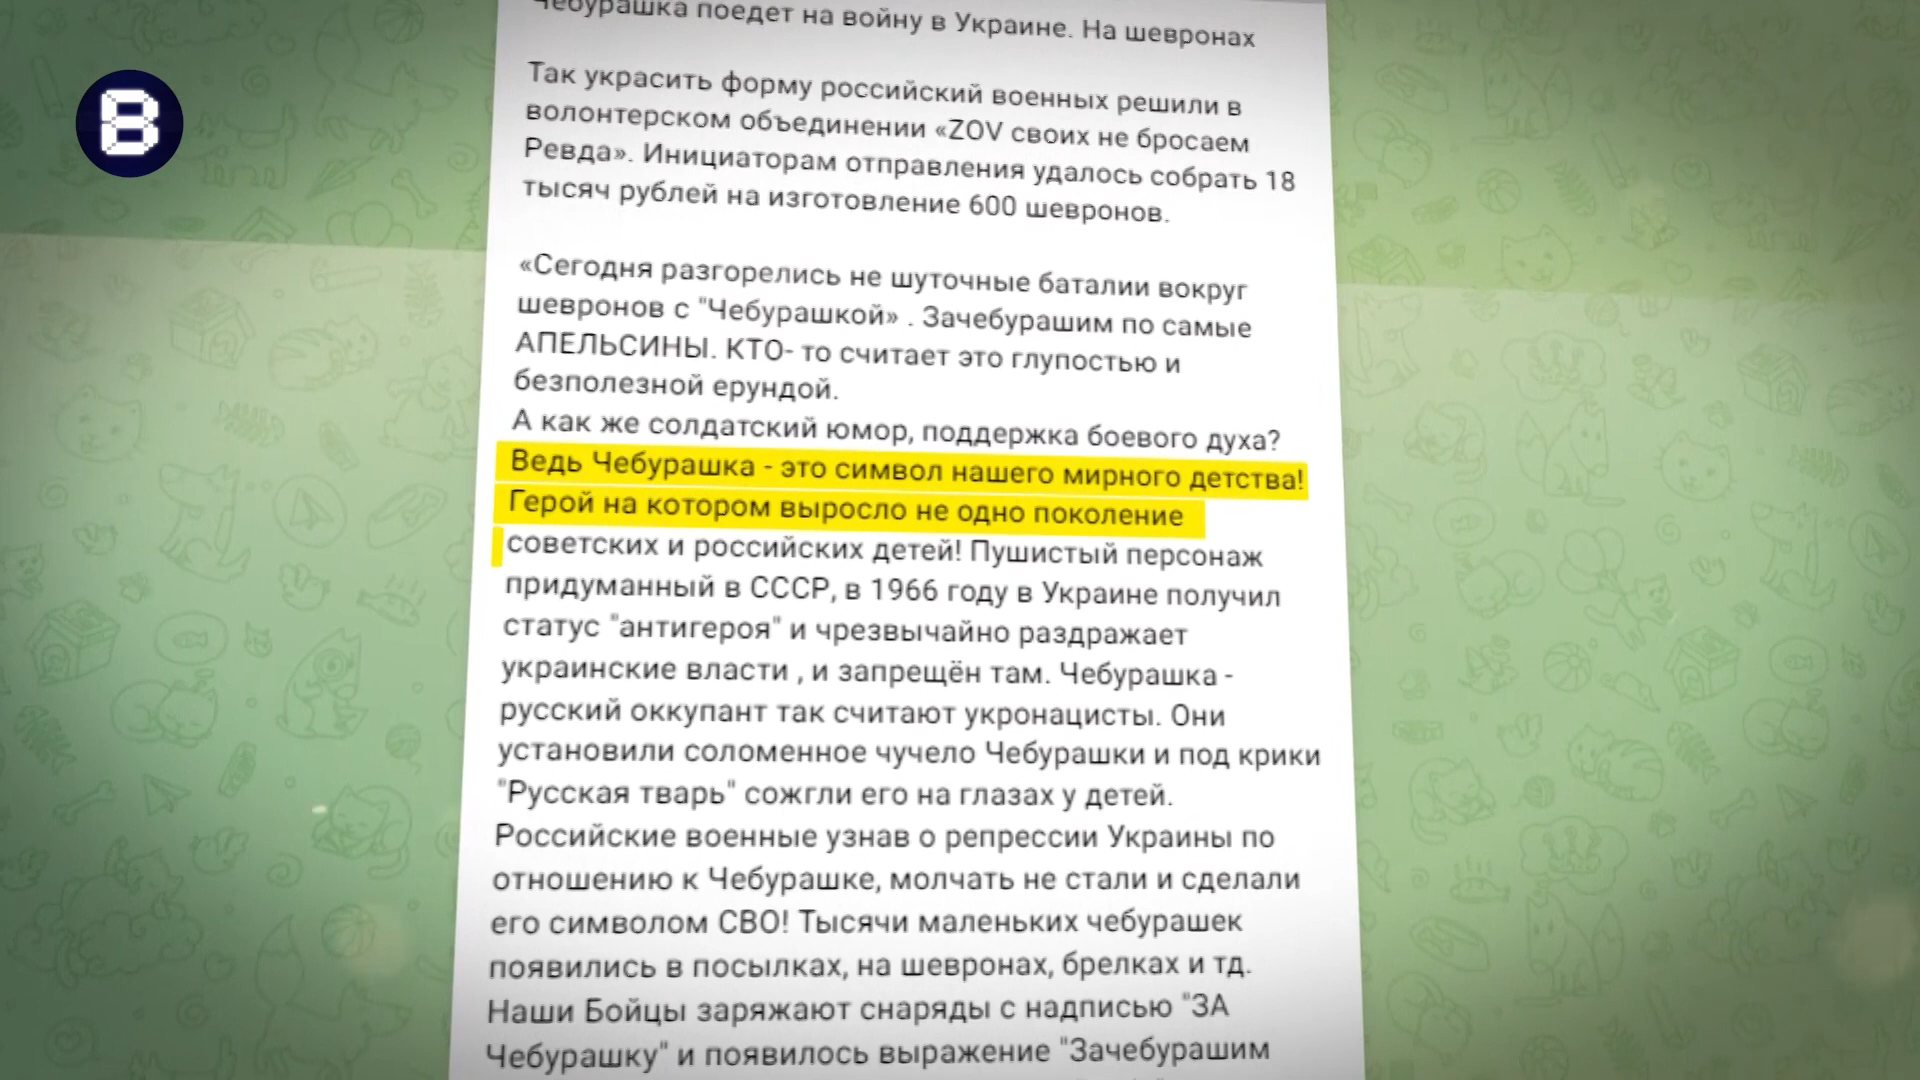 Чебурашка поедет на войну в Украине. На шевронах
Так украсить форму российский военных решили в
волонтерском объединении «ZOV своих не бросаем
Ревда». Инициаторам отправления удалось собрать 18
тысяч рублей на изготовление 600 шевронов.
«Сегодня разгорелись не шуточные баталии вокруг
шевронов с "Чебурашкой» . Зачебурашим по самые
АПЕЛЬСИНЫ. КТО- то считает это глупостью и
безполезной ерундой.
А как же солдатский юмор, поддержка боевого духа?
Ведь Чебурашка - это символ нашего мирного детства!
Герой на котором выросло не одно поколение
советских и российских детей! Пушистый персонаж
придуманный в СССР, в 1966 году в Украине получил
статус "антигероя" и чрезвычайно раздражает
украинские власти , и запрещён там. Чебурашка -
русский оккупант так считают укронацисты. Они
установили соломенное чучело Чебурашки и под крики
"Русская тварь" сожгли его на глазах у детей.
Российские военные узнав о репрессии Украины по
отношению к Чебурашке, молчать не стали и сделали
его символом СВО! Тысячи маленьких чебурашек
появились в посылках, на шевронах, брелках и тд.
Наши Бойцы заряжают снаряды с надписью "ЗА
Чебурашку" и появилось выражение "Зачебурашим
B